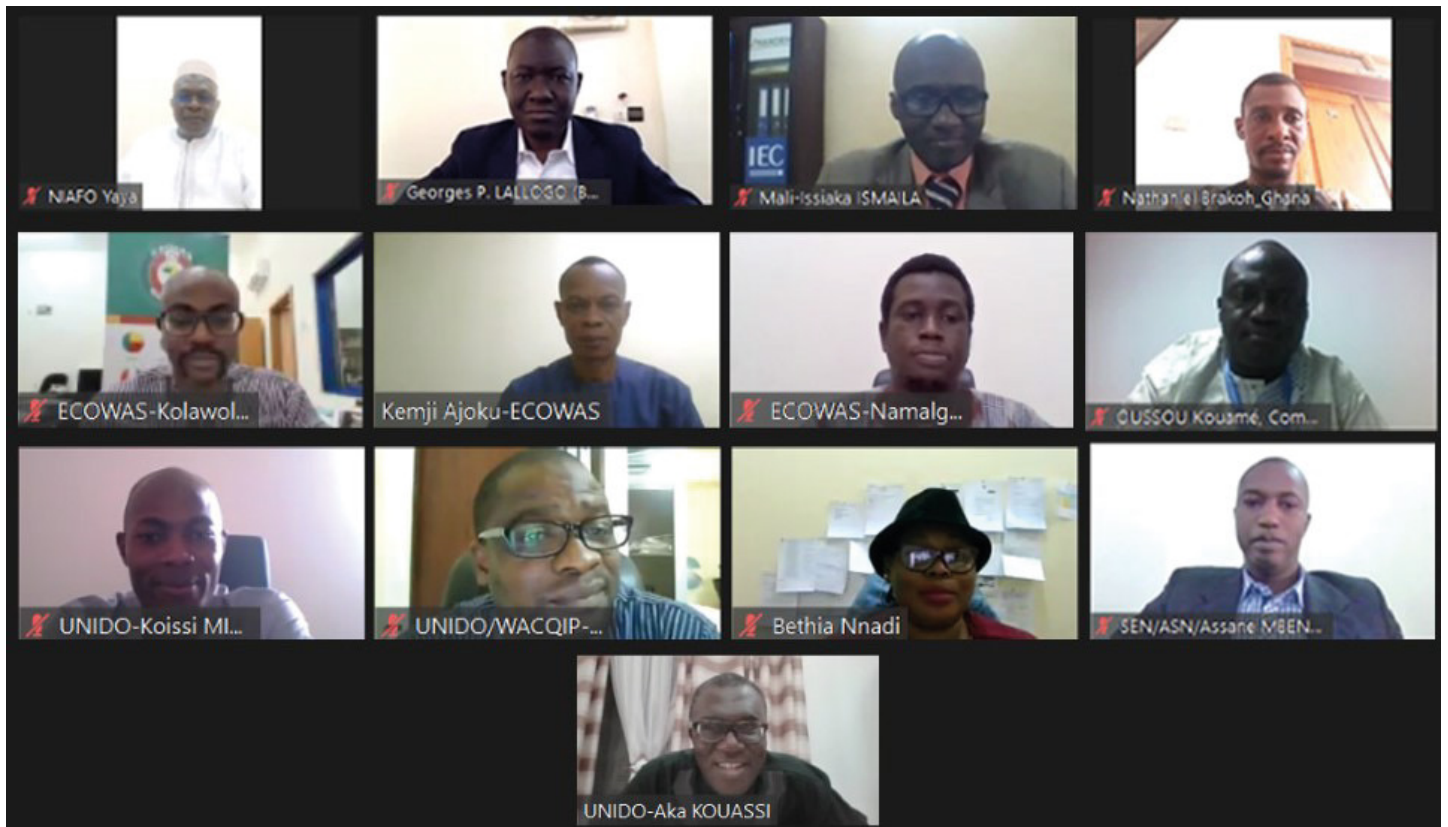 NIAFO Yaya
Georges P. LALLOGO (B...
IEC
Mali-Issiaka ISMAILA
Nathaniel Brakoh_Ghana
ECOWAS-Kolawol...
Kemji Ajoku-ECOWAS
ECOWAS-Namalg...
OUSSOU Kouamé, Com...
UNIDO-Koissi MI...
UNIDO/WACQIP-...
Bethia Nnadi
SEN/ASN/Assane MBEN...
UNIDO-Aka KOUASSI